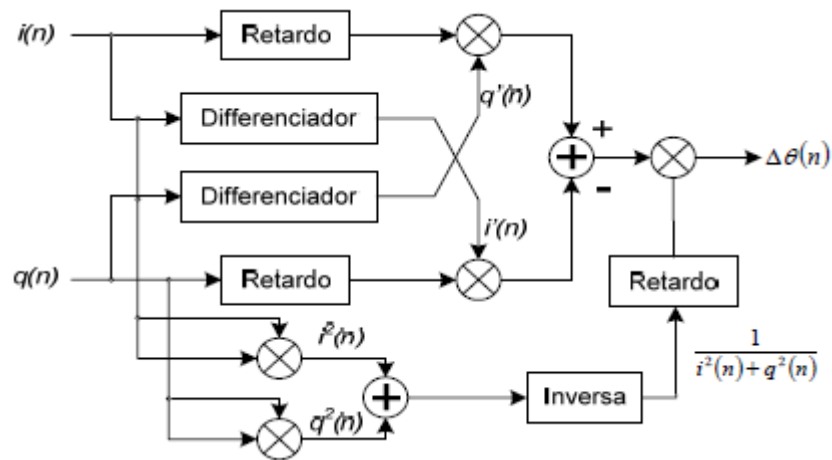 i(n)
Retardo
q'(n)
Differenciador
Differenciador
i'(n)
q(n)
Retardo
+
-
Δθ(n)
Retardo
i²(n)
q²(n)
Inversa
1
i²(n)+q²(n)